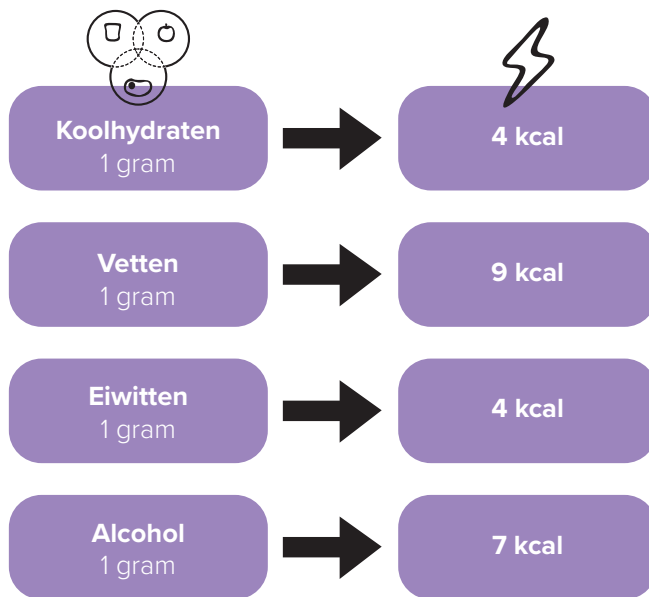 Koolhydraten
1 gram
4 kcal
Vetten
1 gram
9 kcal
Eiwitten
1 gram
4 kcal
Alcohol
1 gram
7 kcal